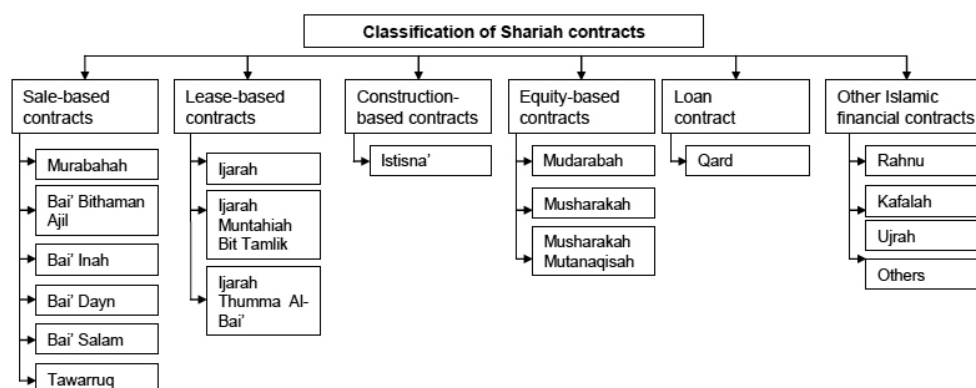 Classification of Shariah contracts
Sale-based
contracts
Murabahah
Bai' Bithaman
Ajil
Bai' Inah
Bai' Dayn
Bai' Salam
Tawarruq
Lease-based
contracts
Ijarah
Ijarah
Muntahiah
Bit Tamlik
Ijarah
Thumma Al-
Bai'
Construction-
based contracts
Istisna'
Equity-based
contracts
Mudarabah
Musharakah
Musharakah
Mutanaqisah
Loan
contract
Qard
Other Islamic
financial contracts
Rahnu
Kafalah
Ujrah
Others